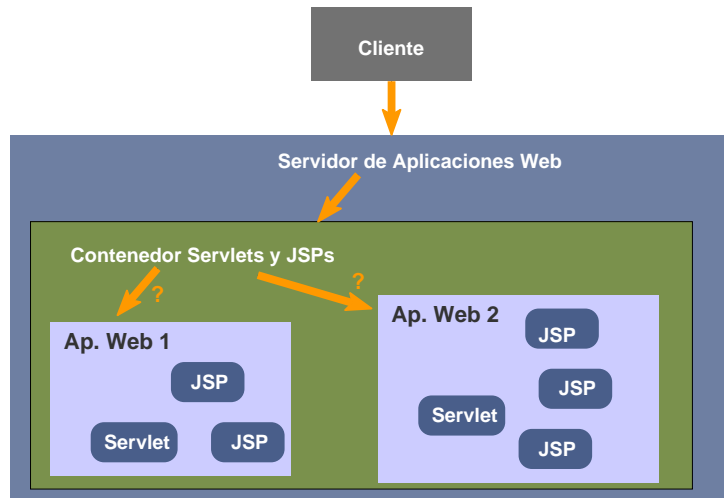 Cliente
Servidor de Aplicaciones Web
Contenedor Servlets y JSPs
?
?
Ap. Web 1
JSP
Servlet
JSP
Ap. Web 2
JSP
JSP
Servlet
JSP